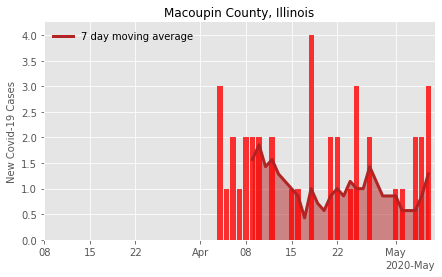 Macoupin County, Illinois
7 day moving average
New Covid-19 Cases
4.0
3.5
3.0
2.5
2.0
1.5
1.0
0.5
0.0
08 15 22 Apr 08 15 22 May
2020-May